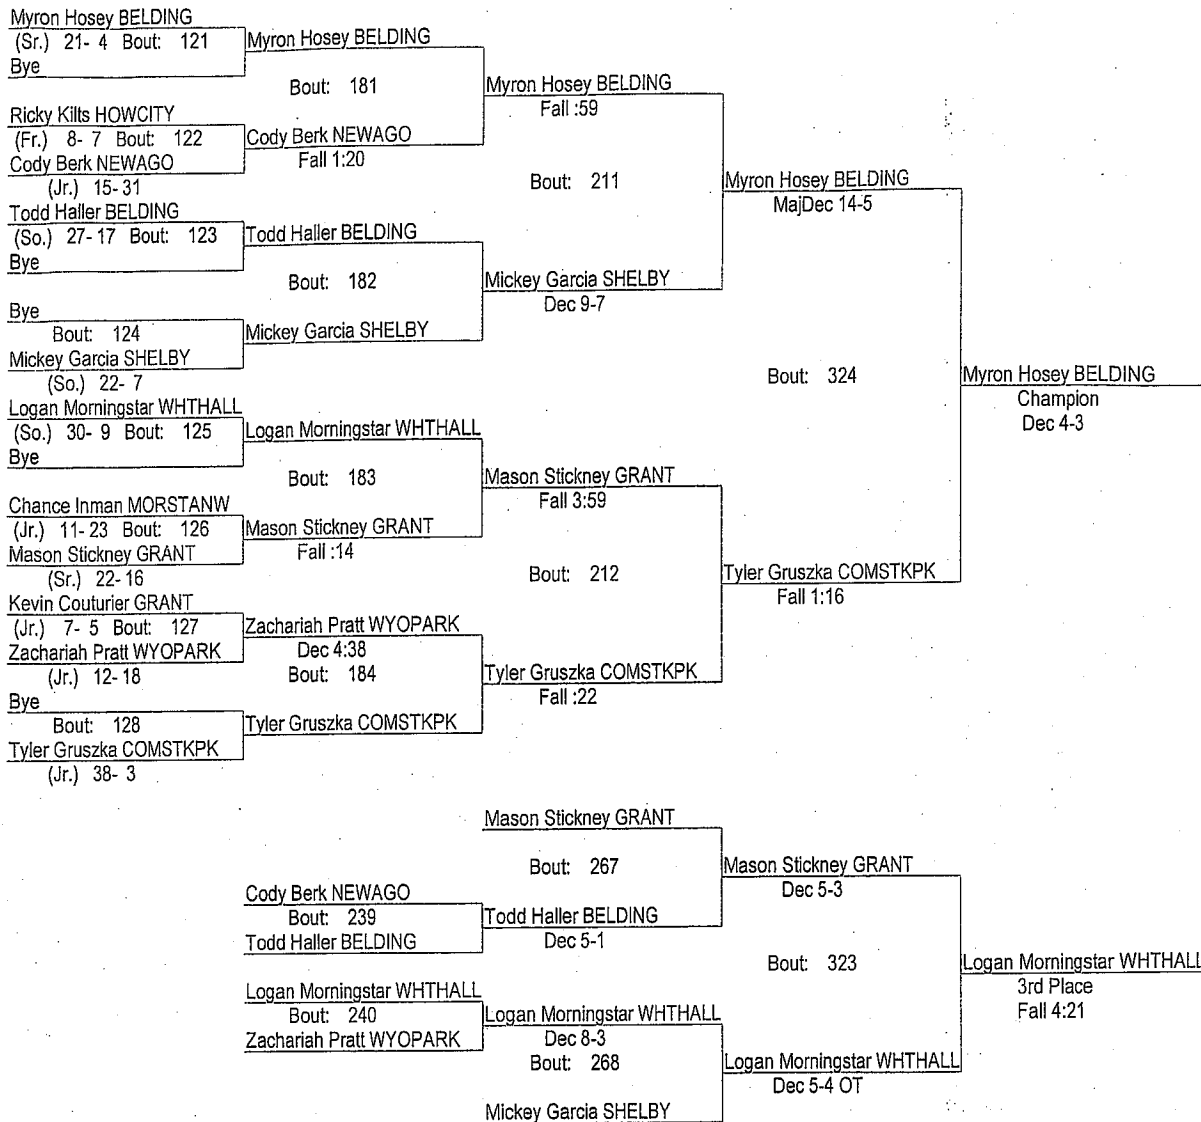 Myron Hosey BELDING
(Sr.) 21- 4 Bout: 121
Bye
Myron Hosey BELDING
Bout: 181
Ricky Kilts HOWCITY
(Fr.) 8- 7 Bout: 122
Cody Berk NEWAGO
(Jr.) 15- 31
Cody Berk NEWAGO
Fall 1:20
Myron Hosey BELDING
Fall :59
Bout: 211
Todd Haller BELDING
(So.) 27- 17 Bout: 123
Bye
Todd Haller BELDING
Bout: 182
Bye
Bout: 124
Mickey Garcia SHELBY
(So.) 22- 7
Mickey Garcia SHELBY
Mickey Garcia SHELBY
Dec 9-7
Myron Hosey BELDING
MajDec 14-5
Bout: 324
Myron Hosey BELDING
Champion
Dec 4-3
Logan Morningstar WHTHALL
(So.) 30- 9 Bout: 125
Bye
Logan Morningstar WHTHALL
Bout: 183
Chance Inman MORSTANW
(Jr.) 11- 23 Bout: 126
Mason Stickney GRANT
(Sr.) 22- 16
Mason Stickney GRANT
Fall :14
Mason Stickney GRANT
Fall 3:59
Bout: 212
Kevin Couturier GRANT
(Jr.) 7- 5 Bout: 127
Zachariah Pratt WYOPARK
(Jr.) 12- 18
Zachariah Pratt WYOPARK
Dec 4:38
Bout: 184
Bye
Bout: 128
Tyler Gruszka COMSTKPK
(Jr.) 38- 3
Tyler Gruszka COMSTKPK
Tyler Gruszka COMSTKPK
Fall :22
Tyler Gruszka COMSTKPK
Fall 1:16
Mason Stickney GRANT
Bout: 267
Cody Berk NEWAGO
Bout: 239
Todd Haller BELDING
Todd Haller BELDING
Dec 5-1
Mason Stickney GRANT
Dec 5-3
Bout: 323
Logan Morningstar WHTHALL
3rd Place
Fall 4:21
Logan Morningstar WHTHALL
Bout: 240
Zachariah Pratt WYOPARK
Logan Morningstar WHTHALL
Dec 8-3
Bout: 268
Mickey Garcia SHELBY
Logan Morningstar WHTHALL
Dec 5-4 OT